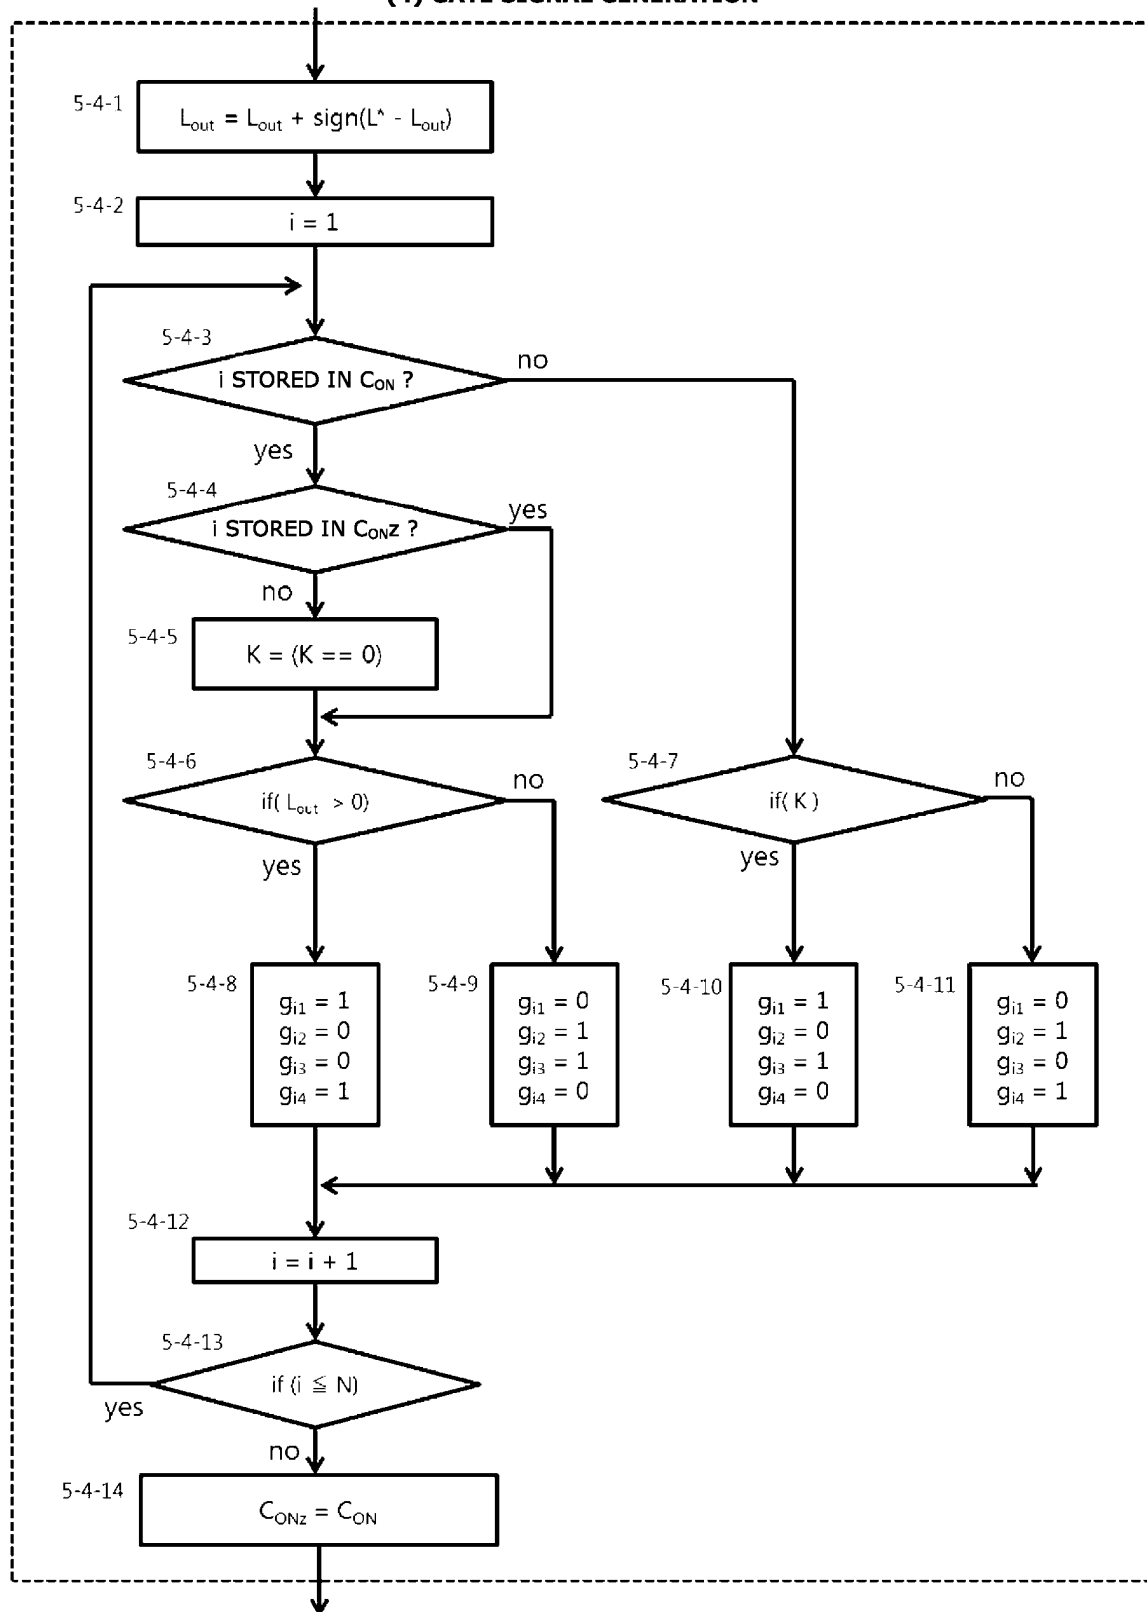 (4) GATE SIGNAL GENERATION
5-4-1
L_out = L_out + sign(L* - L_out)
5-4-2
i = 1
5-4-3
i STORED IN C_ON ?
no
yes
5-4-4
i STORED IN C_ONZ ?
yes
no
5-4-5
K = (K == 0)
5-4-6
if( L_out > 0)
no
yes
5-4-7
if( K )
no
yes
5-4-8
g_i1 = 1
g_i2 = 0
g_i3 = 0
g_i4 = 1
5-4-9
g_i1 = 0
g_i2 = 1
g_i3 = 1
g_i4 = 0
5-4-10
g_i1 = 1
g_i2 = 0
g_i3 = 1
g_i4 = 0
5-4-11
g_i1 = 0
g_i2 = 1
g_i3 = 0
g_i4 = 1
5-4-12
i = i + 1
5-4-13
if (i ≦ N)
yes
no
5-4-14
C_ONz = C_ON